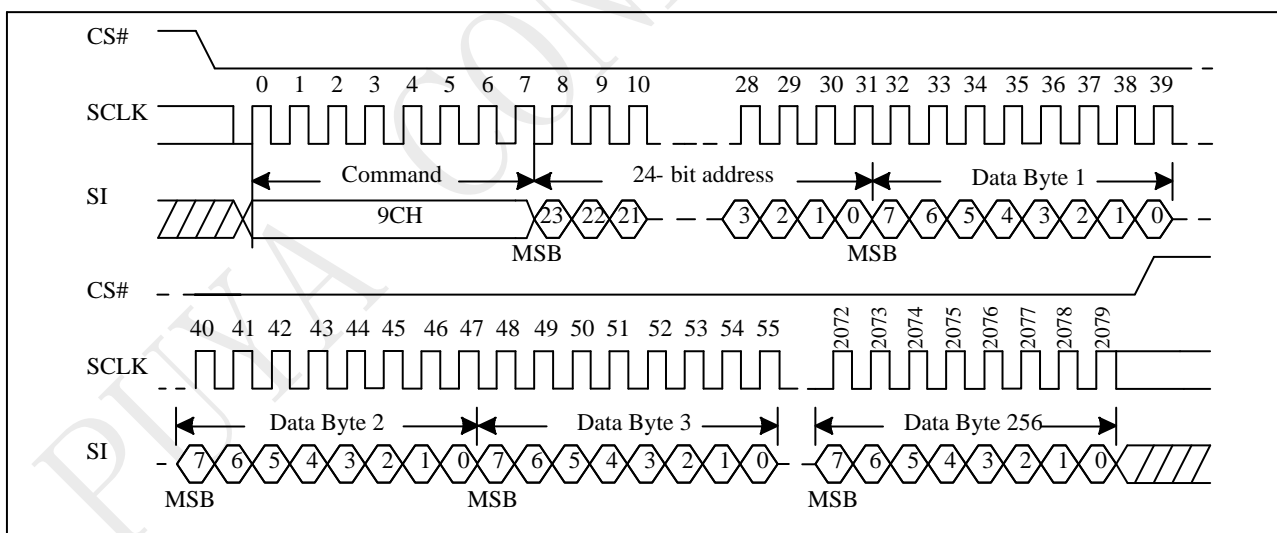 PUYA CON
CS#
0 1 2 3 4 5 6 7 8 9 10 28 29 30 31 32 33 34 35 36 37 38 39
SCLK
Command 24- bit address Data Byte 1
SI
9CH 23 22 21 3 2 1 0 7 6 5 4 3 2 1 0
MSB MSB
CS#
40 41 42 43 44 45 46 47 48 49 50 51 52 53 54 55 2072 2073 2074 2075 2076 2077 2078 2079
SCLK
Data Byte 2 Data Byte 3 Data Byte 256
SI
7 6 5 4 3 2 1 0 7 6 5 4 3 2 1 0 7 6 5 4 3 2 1 0
MSB MSB MSB